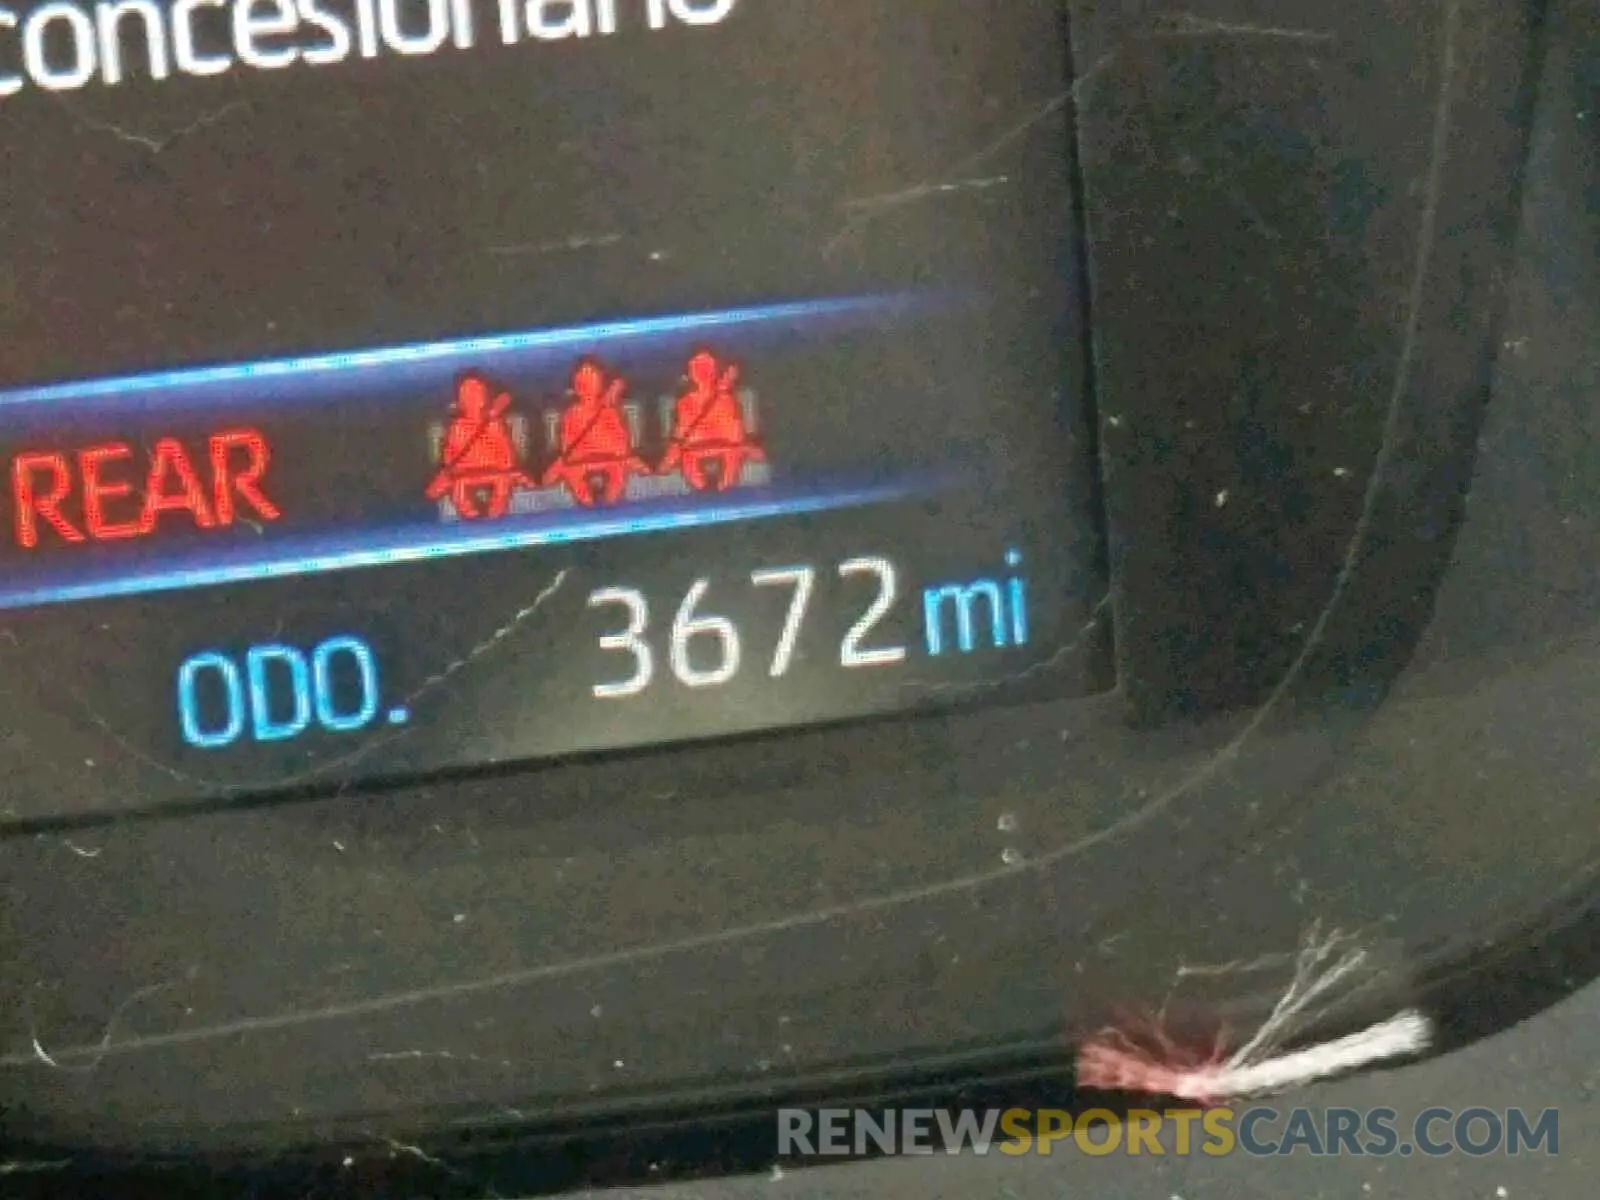 concesionario
REAR
ODO. 3672 mi
RENEWSPORTSCARS.COM